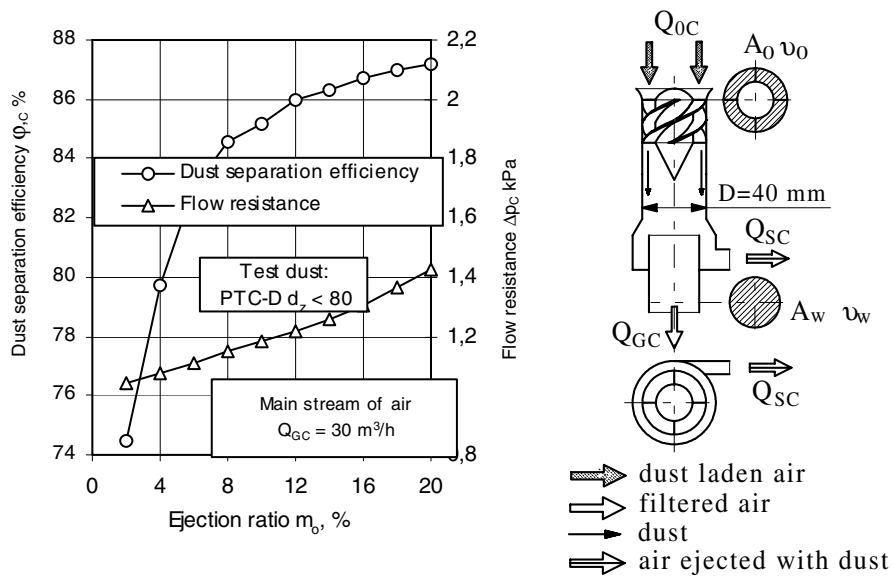 88
86
84
82
80
78
76
74
Dust separation efficiency φ,C %
2,2
2
1,8
1,6
1,4
1,2
0,8
Flow resistance ΔpC kPa
Dust separation efficiency
Flow resistance
Test dust:
PTC-D dz < 80
Main stream of air
QGC = 30 m³/h
0 4 8 12 16 20
Ejection ratio mo, %
Q0C
AO υO
D=40 mm
QSC
AW υW
QGC
QSC
dust laden air
filtered air
dust
air ejected with dust